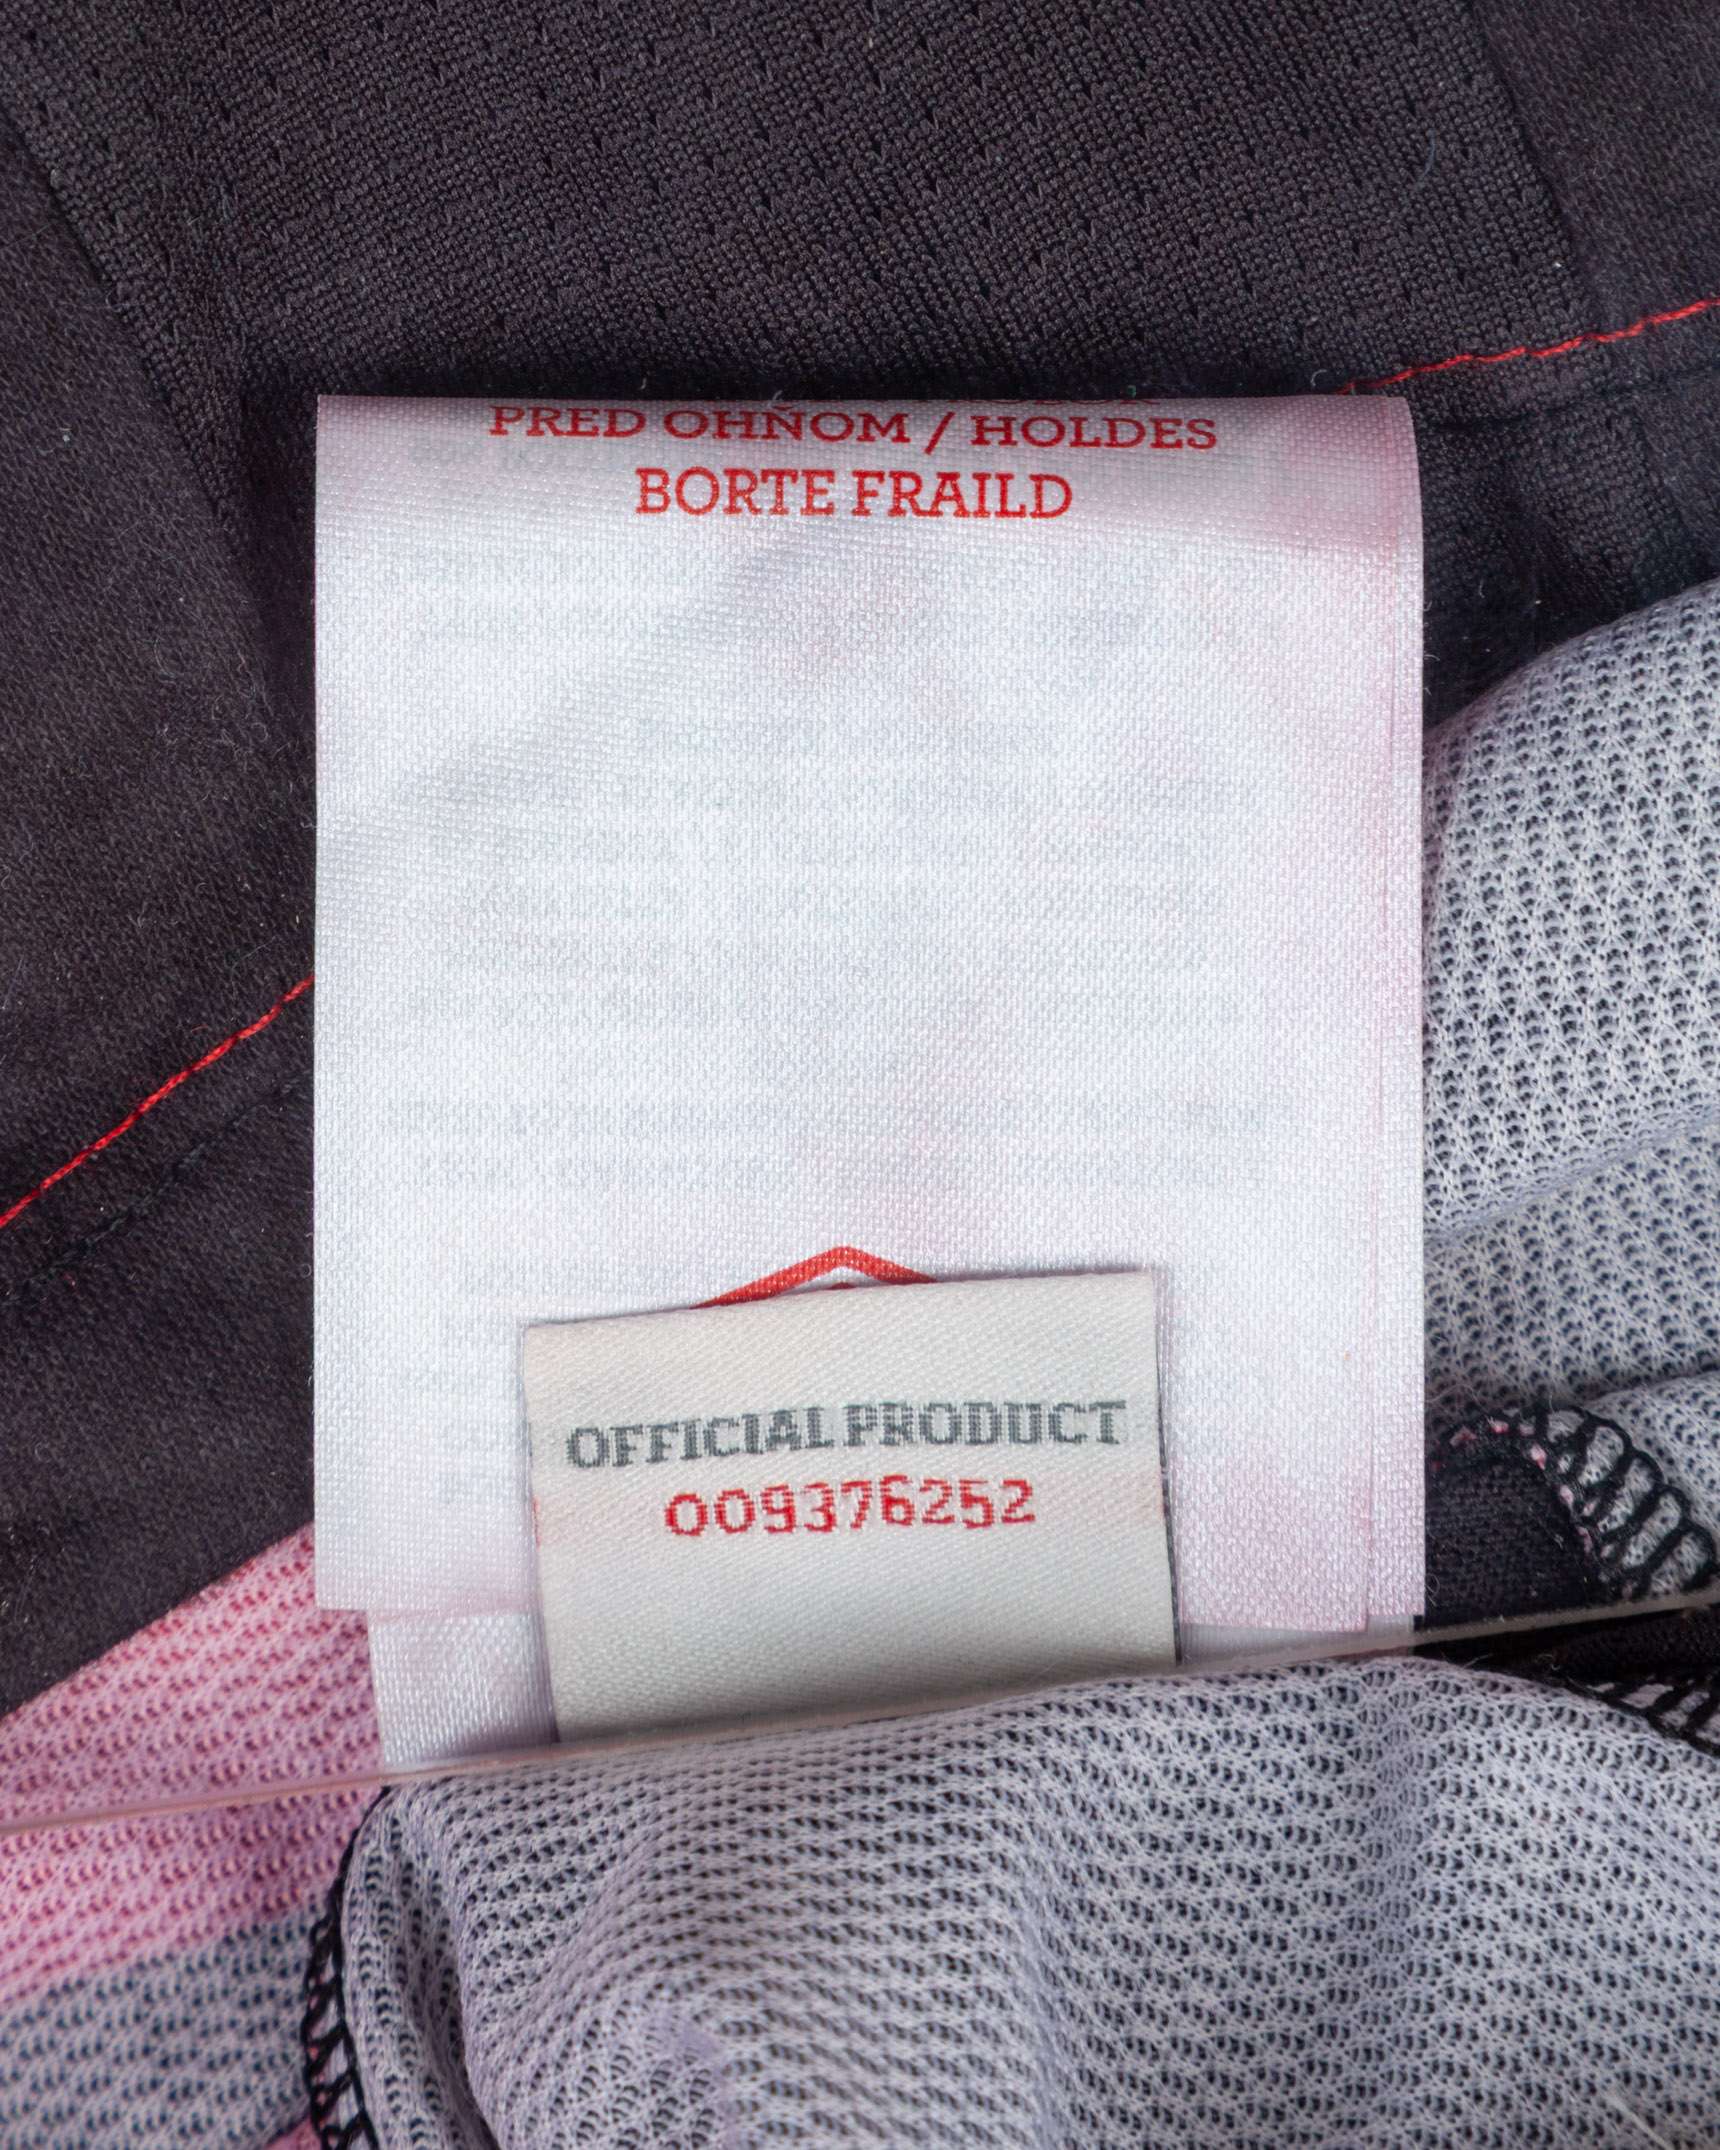 PRED OHŇOM / HOLDES
BORTE FRAILD
OFFICIAL PRODUCT
009376252